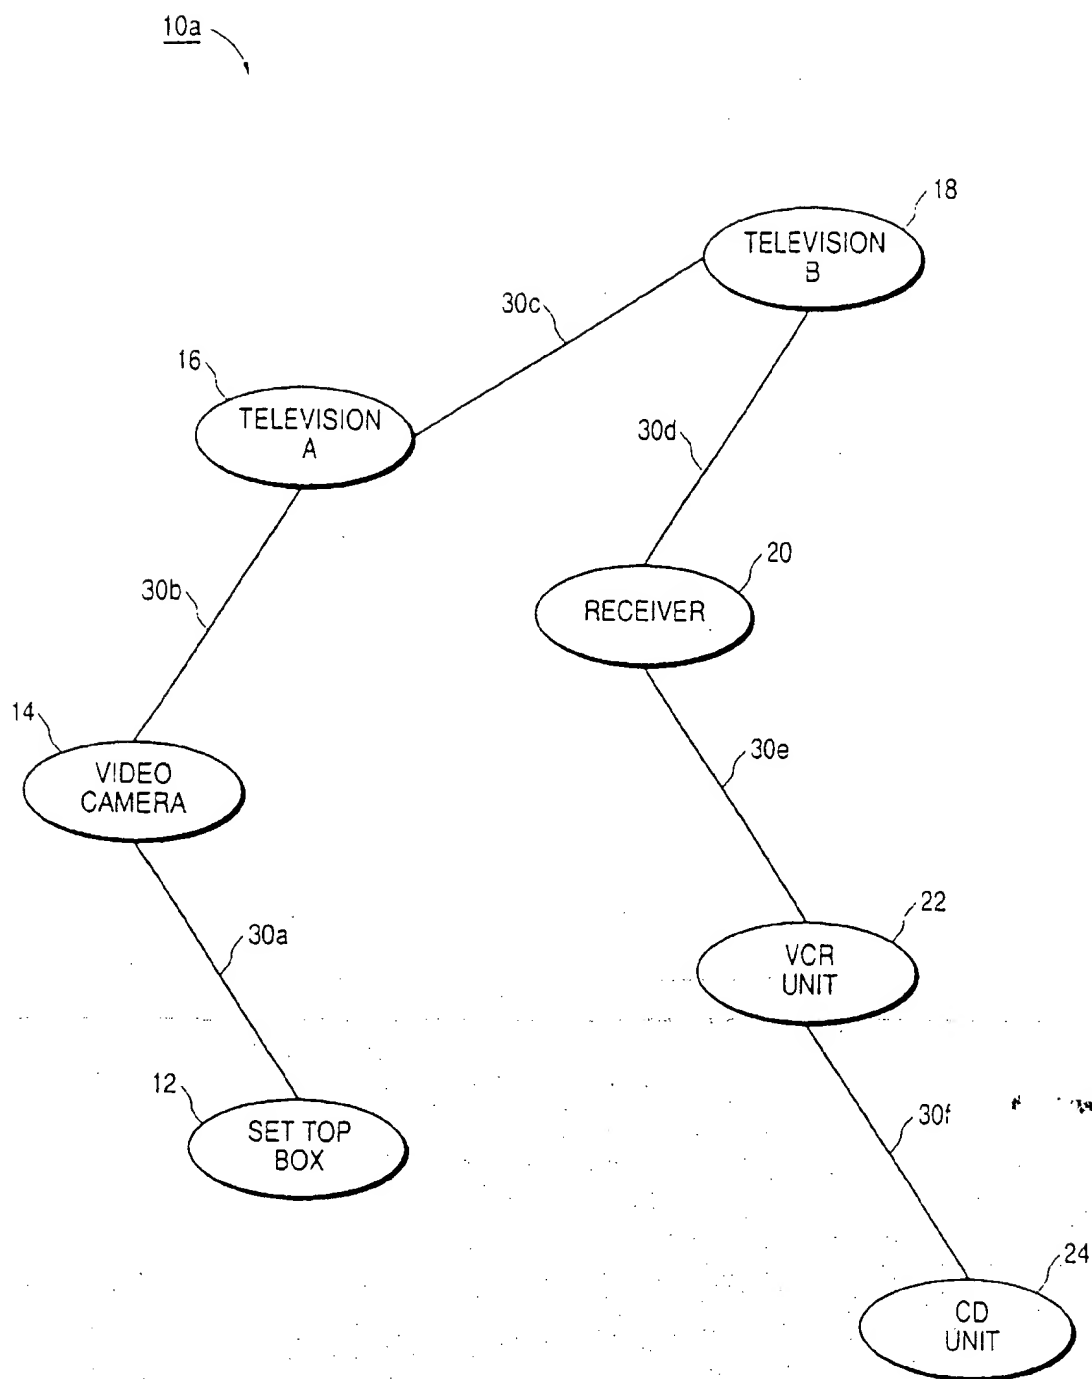 10a
18
TELEVISION
B
30c
16
TELEVISION
A
30d
20
RECEIVER
30b
14
VIDEO
CAMERA
30e
22
VCR
UNIT
30a
12
SET TOP
BOX
30f
24
CD
UNIT